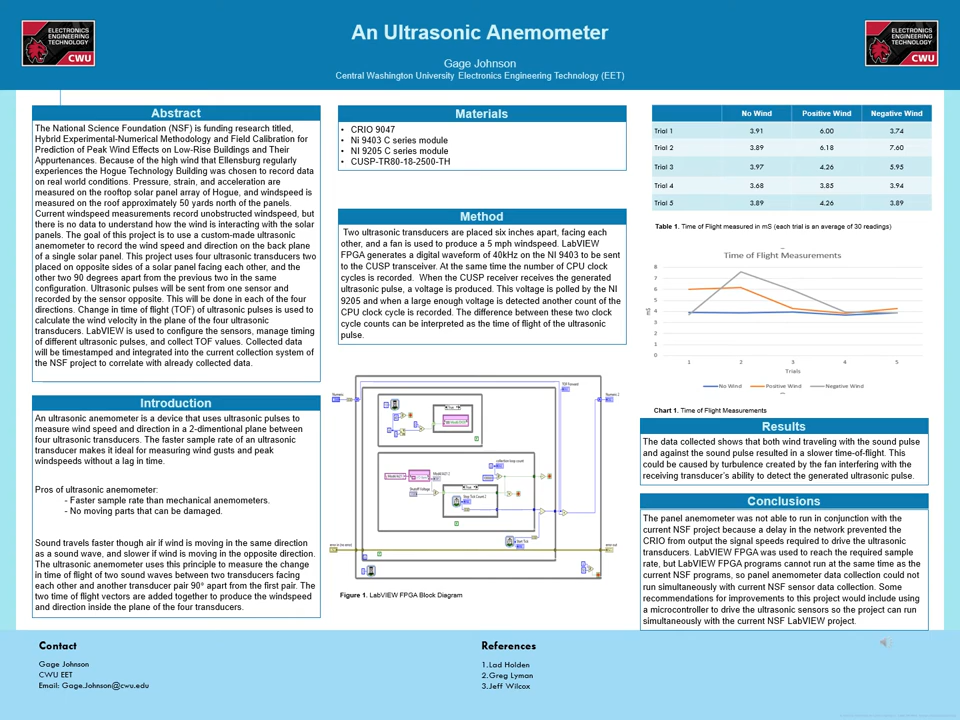 ELECTRONICS
ENGINEERING
TECHNOLOGY
CWU
An Ultrasonic Anemometer
Gage Johnson
Central Washington University Electronics Engineering Technology (EET)
ELECTRONICS
ENGINEERING
TECHNOLOGY
CWU
Abstract
The National Science Foundation (NSF) is funding research titled,
Hybrid Experimental-Numerical Methodology and Field Calibration for
Prediction of Peak Wind Effects on Low-Rise Buildings and Their
Appurtenances. Because of the high wind that Ellensburg regularly
experiences the Hogue Technology Building was chosen to record data
on real world conditions. Pressure, strain, and acceleration are
measured on the rooftop solar panel array of Hogue, and windspeed is
measured on the roof approximately 50 yards north of the panels.
Current windspeed measurements record unobstructed windspeed, but
there is no data to understand how the wind is interacting with the solar
panels. The goal of this project is to use a custom-made ultrasonic
anemometer to record the wind speed and direction on the back plane
of a single solar panel. This project uses four ultrasonic transducers two
placed on opposite sides of a solar panel facing each other, and the
other two 90 degrees apart from the previous two in the same
configuration. Ultrasonic pulses will be sent from one sensor and
recorded by the sensor opposite. This will be done in each of the four
directions. Change in time of flight (TOF) of ultrasonic pulses is used to
calculate the wind velocity in the plane of the four ultrasonic
transducers. LabVIEW is used to configure the sensors, manage timing
of different ultrasonic pulses, and collect TOF values. Collected data
will be timestamped and integrated into the current collection system of
the NSF project to correlate with already collected data.
Introduction
An ultrasonic anemometer is a device that uses ultrasonic pulses to
measure wind speed and direction in a 2-dimentional plane between
four ultrasonic transducers. The faster sample rate of an ultrasonic
transducer makes it ideal for measuring wind gusts and peak
windspeeds without a lag in time.
Pros of ultrasonic anemometer:
- Faster sample rate than mechanical anemometers.
- No moving parts that can be damaged.
Sound travels faster though air if wind is moving in the same direction
as a sound wave, and slower if wind is moving in the opposite direction.
The ultrasonic anemometer uses this principle to measure the change
in time of flight of two sound waves between two transducers facing
each other and another transducer pair 90° apart from the first pair. The
two time of flight vectors are added together to produce the windspeed
and direction inside the plane of the four transducers.
Materials
• CRIO 9047
• Ni 9403 C series module
• NI 9205 C series module
• CUSP-TR80-18-2500-TH
Method
Two ultrasonic transducers are placed six inches apart, facing each
other, and a fan is used to produce a 5 mph windspeed. LabVIEW
FPGA generates a digital waveform of 40kHz on the NI 9403 to be sent
to the CUSP transceiver. At the same time the number of CPU clock
cycles is recorded. When the CUSP receiver receives the generated
ultrasonic pulse, a voltage is produced. This voltage is polled by the NI
9205 and when a large enough voltage is detected another count of the
CPU clock cycle is recorded. The difference between these two clock
cycle counts can be interpreted as the time of flight of the ultrasonic
pulse.
Figure 1. LabVIEW FPGA Block Diagram
No Wind Positive Wind Negative Wind
Trial 1 3.91 6.00 3.74
Trial 2 3.89 6.18 7.60
Trial 3 3.97 4.26 5.95
Trial 4 3.68 3.85 3.94
Trial 5 3.89 4.26 3.89
Table 1. Time of Flight measured in mS (each trial is an average of 30 readings)
Time of Flight Measurements
8
7
6
5
4
3
2
1
0
mS
1 2 3 4 5
Trials
No Wind Positive Wind Negative Wind
Chart 1. Time of Flight Measurements
Results
The data collected shows that both wind traveling with the sound pulse
and against the sound pulse resulted in a slower time-of-flight. This
could be caused by turbulence created by the fan interfering with the
receiving transducer's ability to detect the generated ultrasonic pulse.
Conclusions
The panel anemometer was not able to run in conjunction with the
current NSF project because a delay in the network prevented the
CRIO from output the signal speeds required to drive the ultrasonic
transducers. LabVIEW FPGA was used to reach the required sample
rate, but LabVIEW FPGA programs cannot run at the same time as the
current NSF programs, so panel anemometer data collection could not
run simultaneously with current NSF sensor data collection. Some
recommendations for improvements to this project would include using
a microcontroller to drive the ultrasonic sensors so the project can run
simultaneously with the current NSF LabVIEW project.
Contact
Gage Johnson
CWU EET
Email: Gage.Johnson@cwu.edu
References
1.Lad Holden
2.Greg Lyman
3.Jeff Wilcox